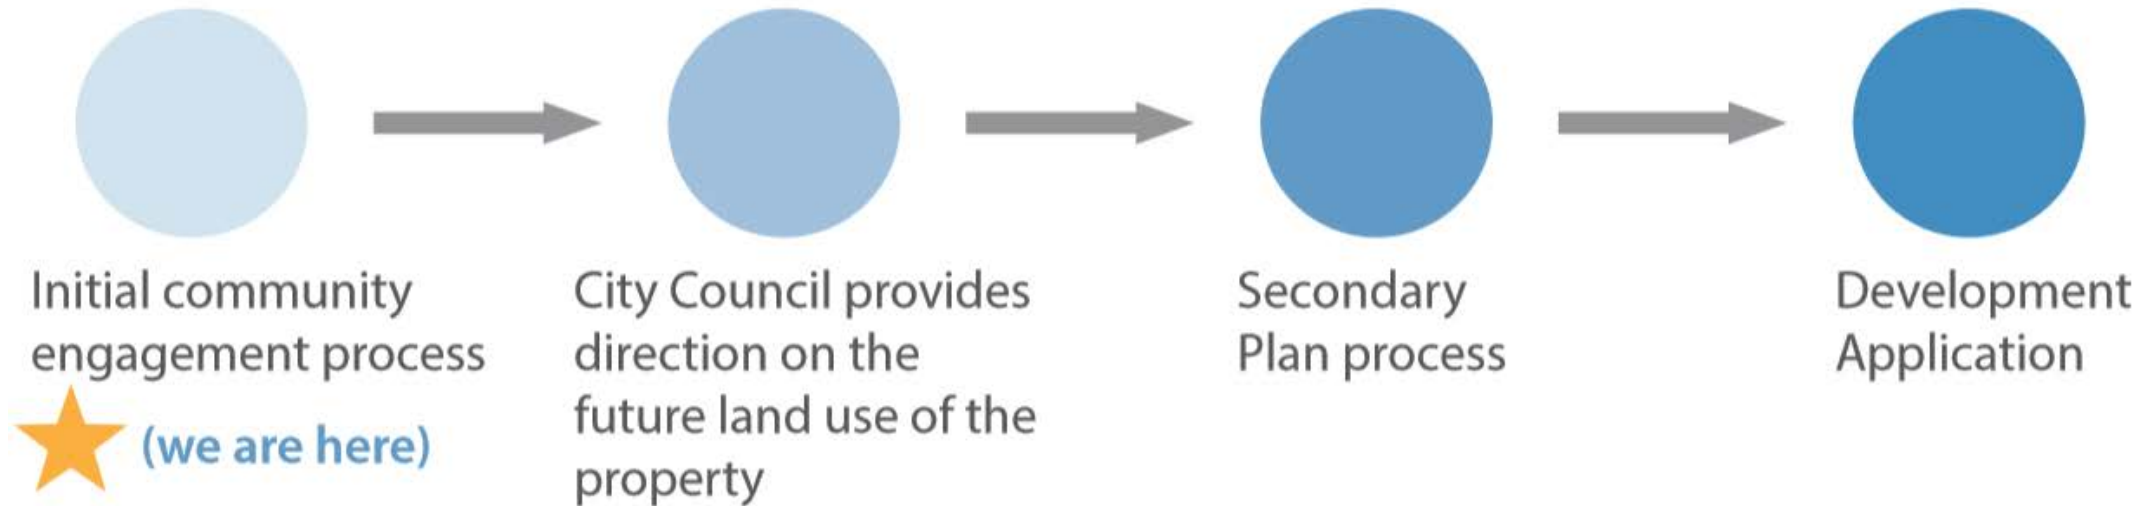 Initial community
engagement process
(we are here)
City Council provides
direction on the
future land use of the
property
Secondary
Plan process
Development
Application